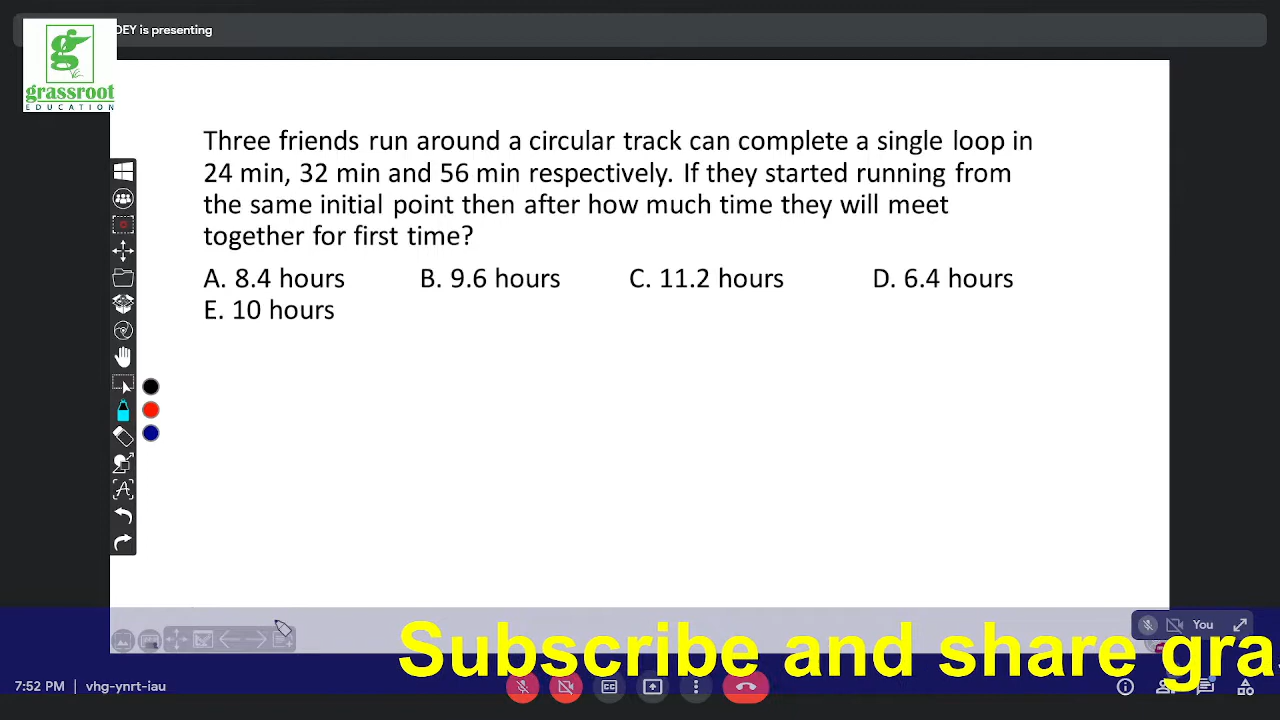 DEY is presenting
g
grassroot
EDUCATION
Three friends run around a circular track can complete a single loop in
24 min, 32 min and 56 min respectively. If they started running from
the same initial point then after how much time they will meet
together for first time?
A. 8.4 hours B. 9.6 hours C. 11.2 hours D. 6.4 hours
E. 10 hours
You
Subscribe and share gra
7:52 PM | vhg-ynrt-iau